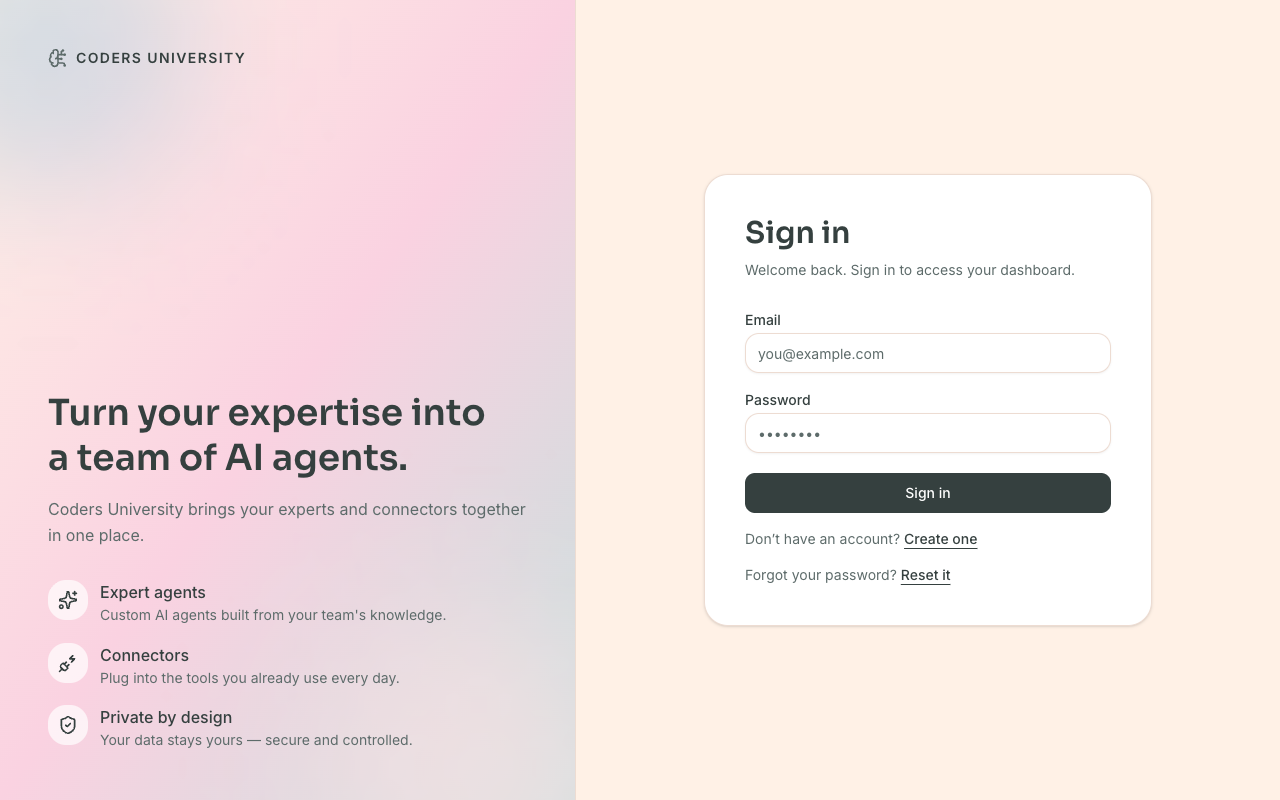 CODERS UNIVERSITY
Turn your expertise into
a team of AI agents.
Coders University brings your experts and connectors together
in one place.
Expert agents
Custom AI agents built from your team's knowledge.
Connectors
Plug into the tools you already use every day.
Private by design
Your data stays yours — secure and controlled.
Sign in
Welcome back. Sign in to access your dashboard.
Email
you@example.com
Password
••••••••
Sign in
Don't have an account? Create one
Forgot your password? Reset it